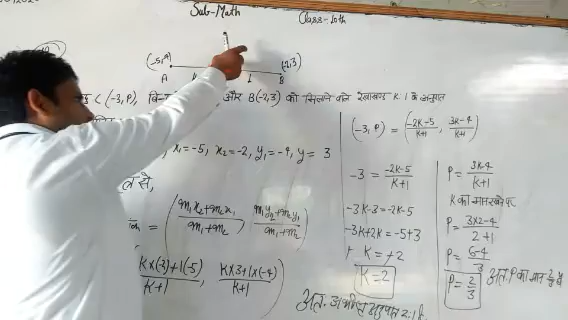 Sub-Math
Class-10th
(-2,3)
A K L B
C (-3,P), और B(-2,3) को मिलाने वाले रेखाखण्ड K:1 के अनुपात
x₁=-5, x₂=-2, y₁=-4, y=3
से,
= (m₁x₂+m₂x₁/m₁+m₂, m₁y₂+m₂y₁/m₁+m₂)
K×(-2)+1(-5)/K+1, K×3+1×(-4)/K+1)
(-3,P) = (-2K-5/K+1, 3K-4/K+1)
-3 = -2K-5/K+1
-3K-3=-2K-5
-3K+2K=-5+3
K=+2
K=2
P=3K-4/K+1
K का मान रखने पर
P=3×2-4/2+1
P=6-4/3
P=2/3
अतः P का मान 2/3
अतः अनुपात 2:1